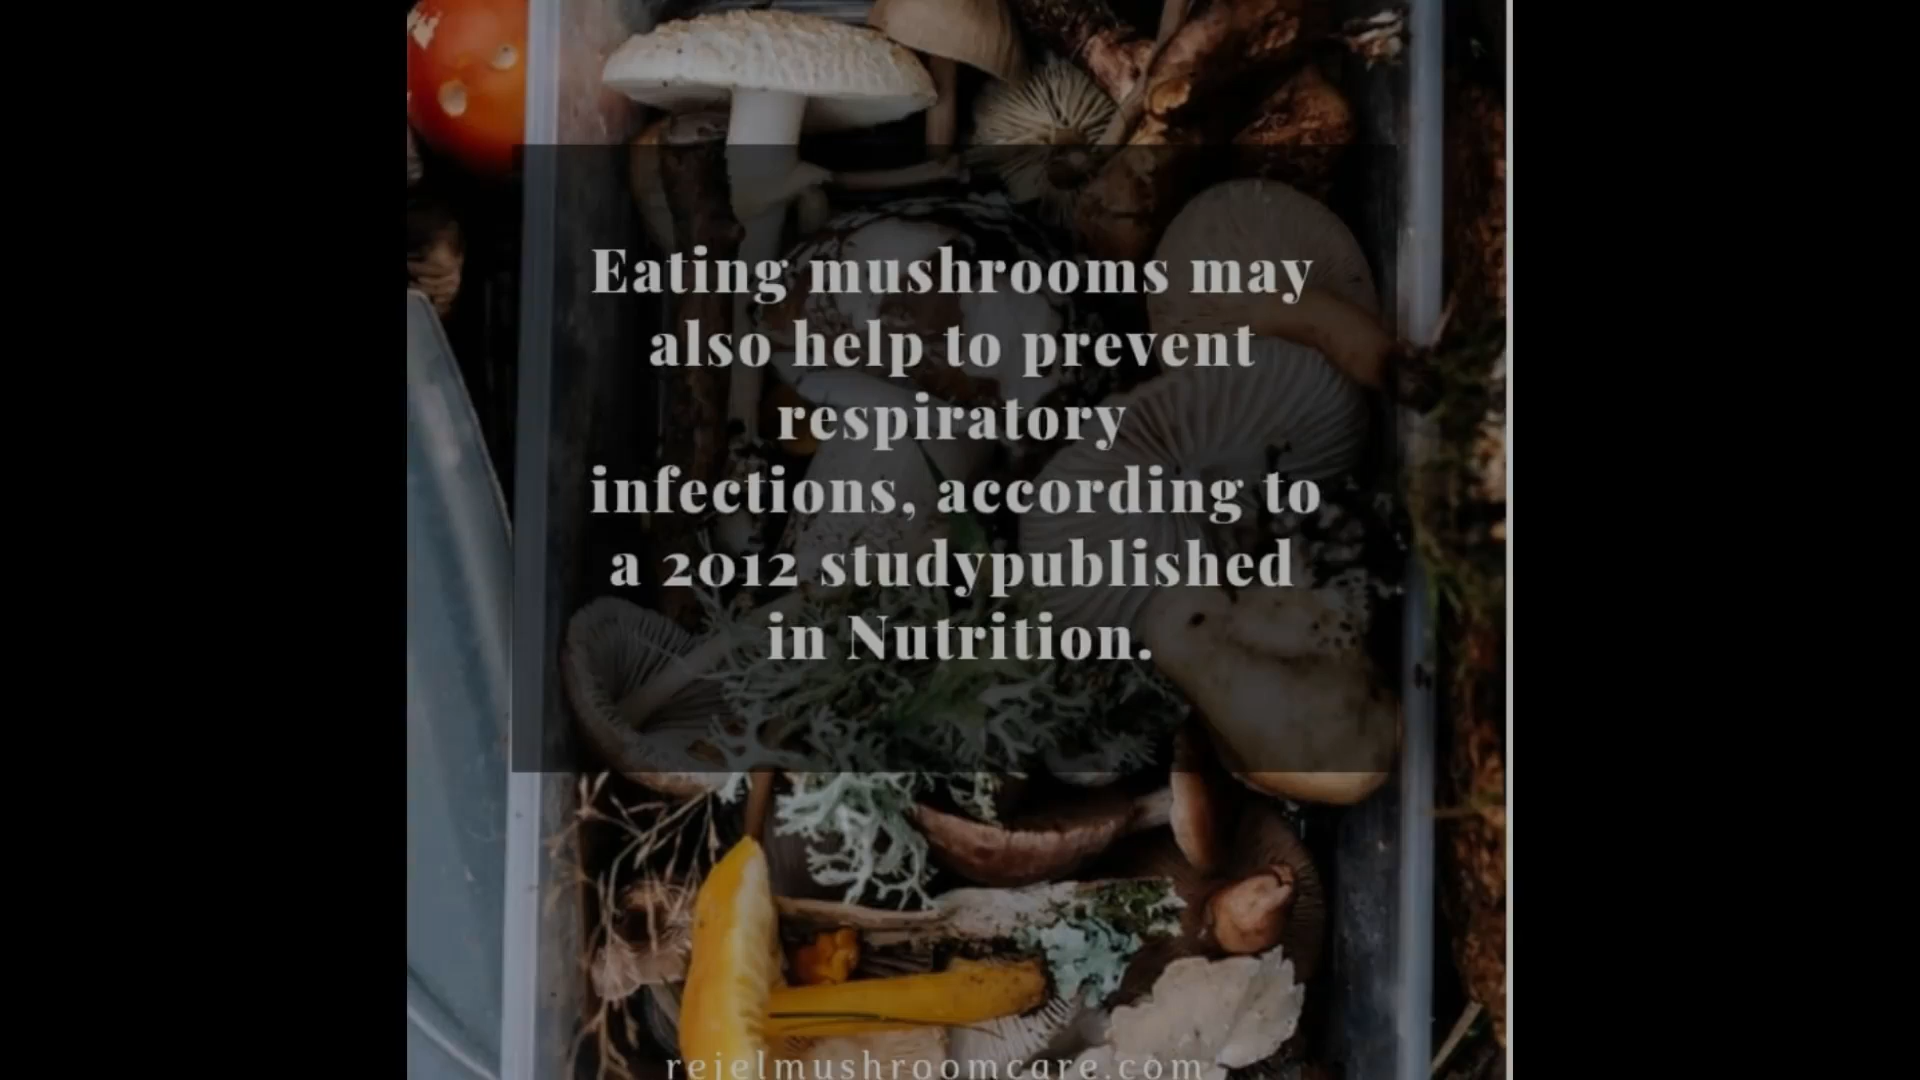 Eating mushrooms may
also help to prevent
respiratory
infections, according to
a 2012 studypublished
in Nutrition.
rejelmushroomcare.com